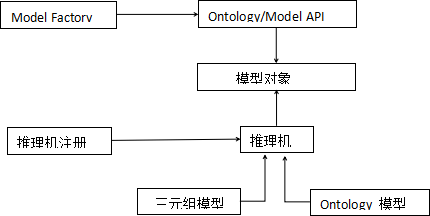 Model Factory
Ontology/Model API
模型对象
推理机注册
推理机
三元组模型
Ontology 模型